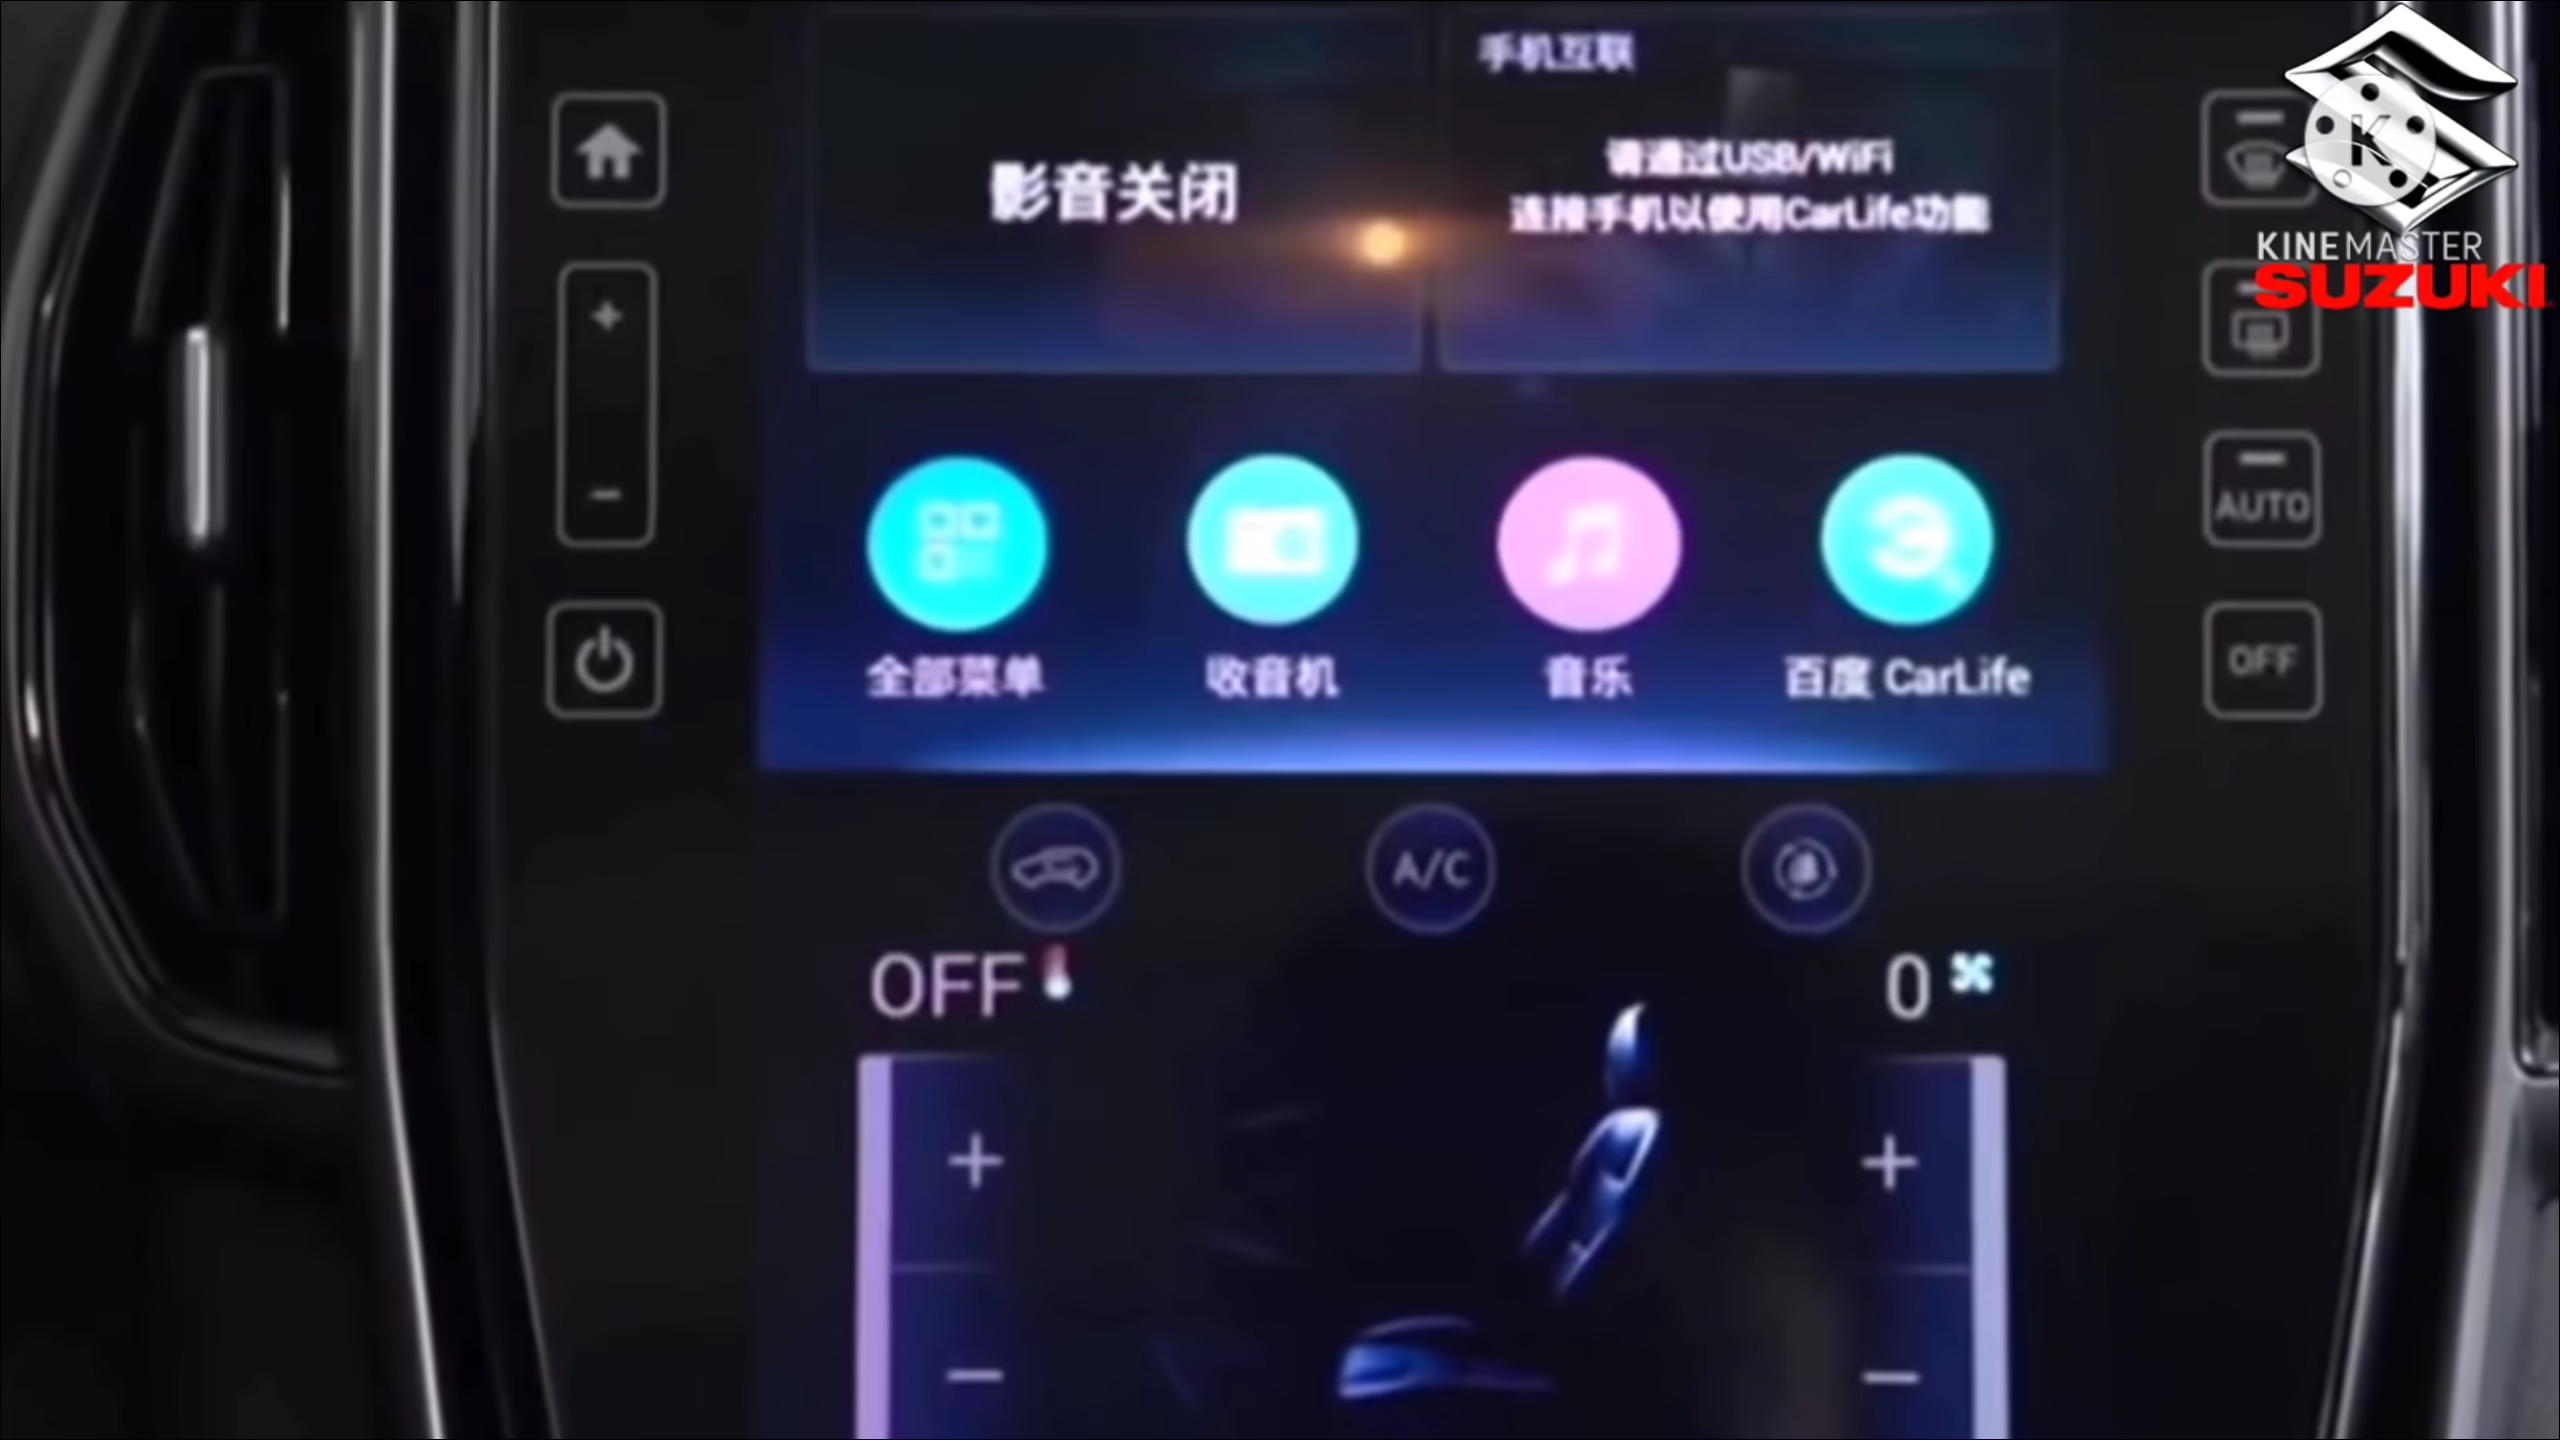 手机互联
影音关闭
请通过USB/WiFi
连接手机以使用CarLife功能
K
KINEMASTER
SUZUKI
AUTO
全部菜单
收音机
音乐
百度 CarLife
OFF
A/C
OFF
0